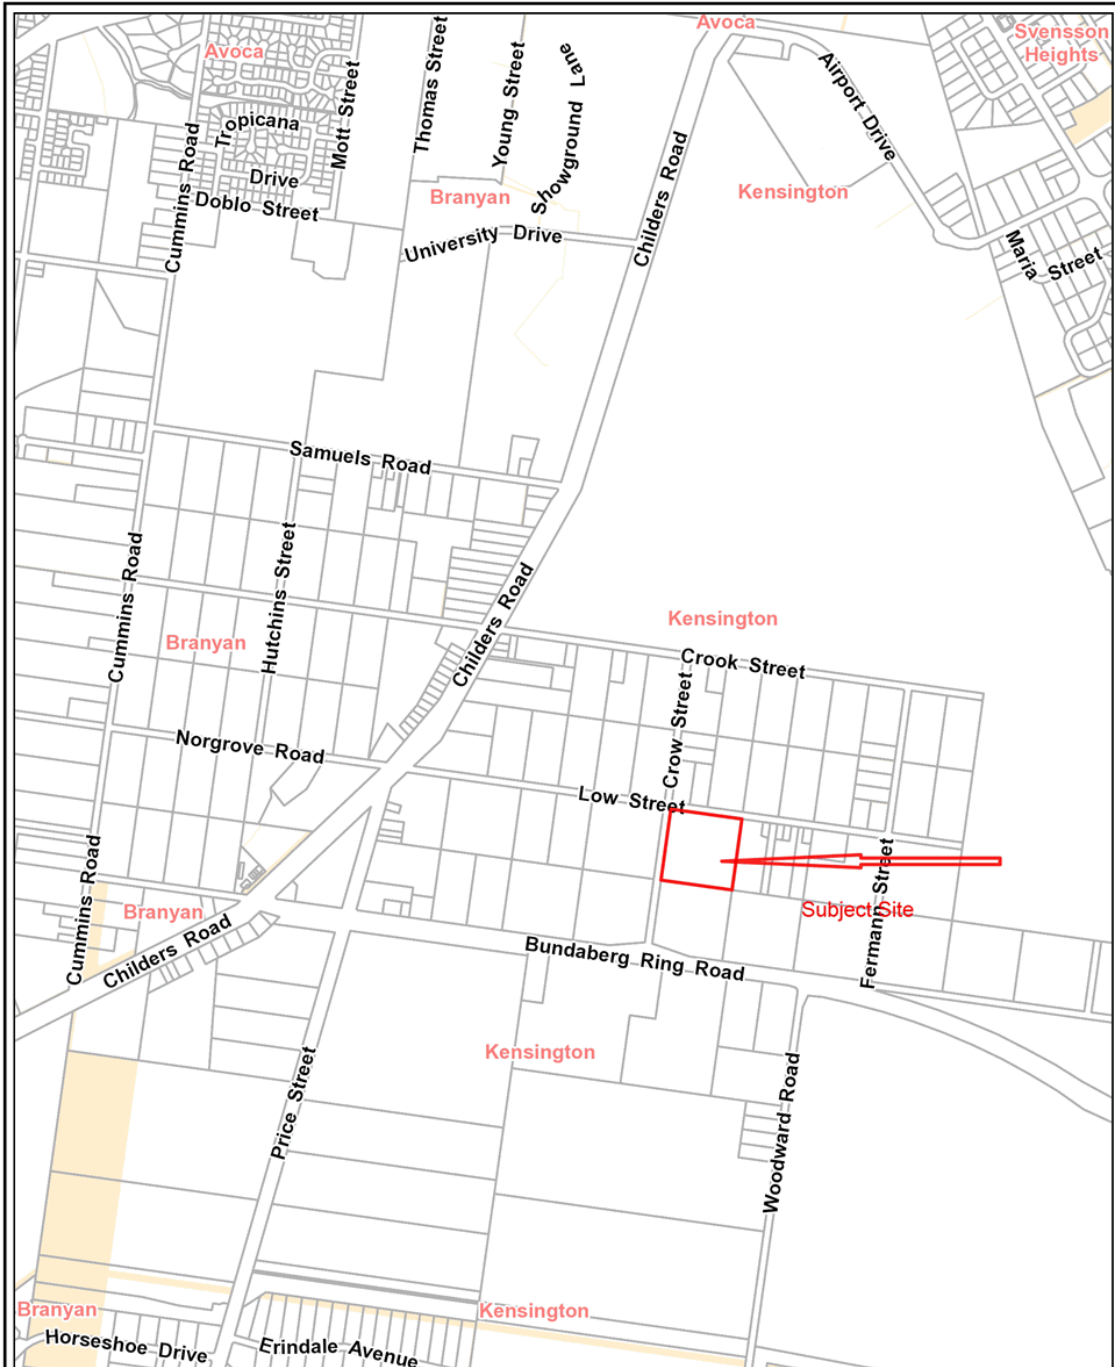 Avoca
Svensson
Heights
Avoca
Thomas Street
Young Street
Showground Lane
Mott Street
Airport Drive
Tropicana
Drive
Cummins Road
Doblo Street
Branyan
Kensington
Childers Road
University Drive
Maria
Street
Samuels Road
Cummins Road
Hutchins Street
Childers Road
Kensington
Branyan
Crook Street
Crow Street
Norgrove Road
Low Street
Cummins Road
Fermann Street
Subject Site
Branyan
Childers Road
Bundaberg Ring Road
Kensington
Price Street
Woodward Road
Branyan
Kensington
Horseshoe Drive
Erindale Avenue